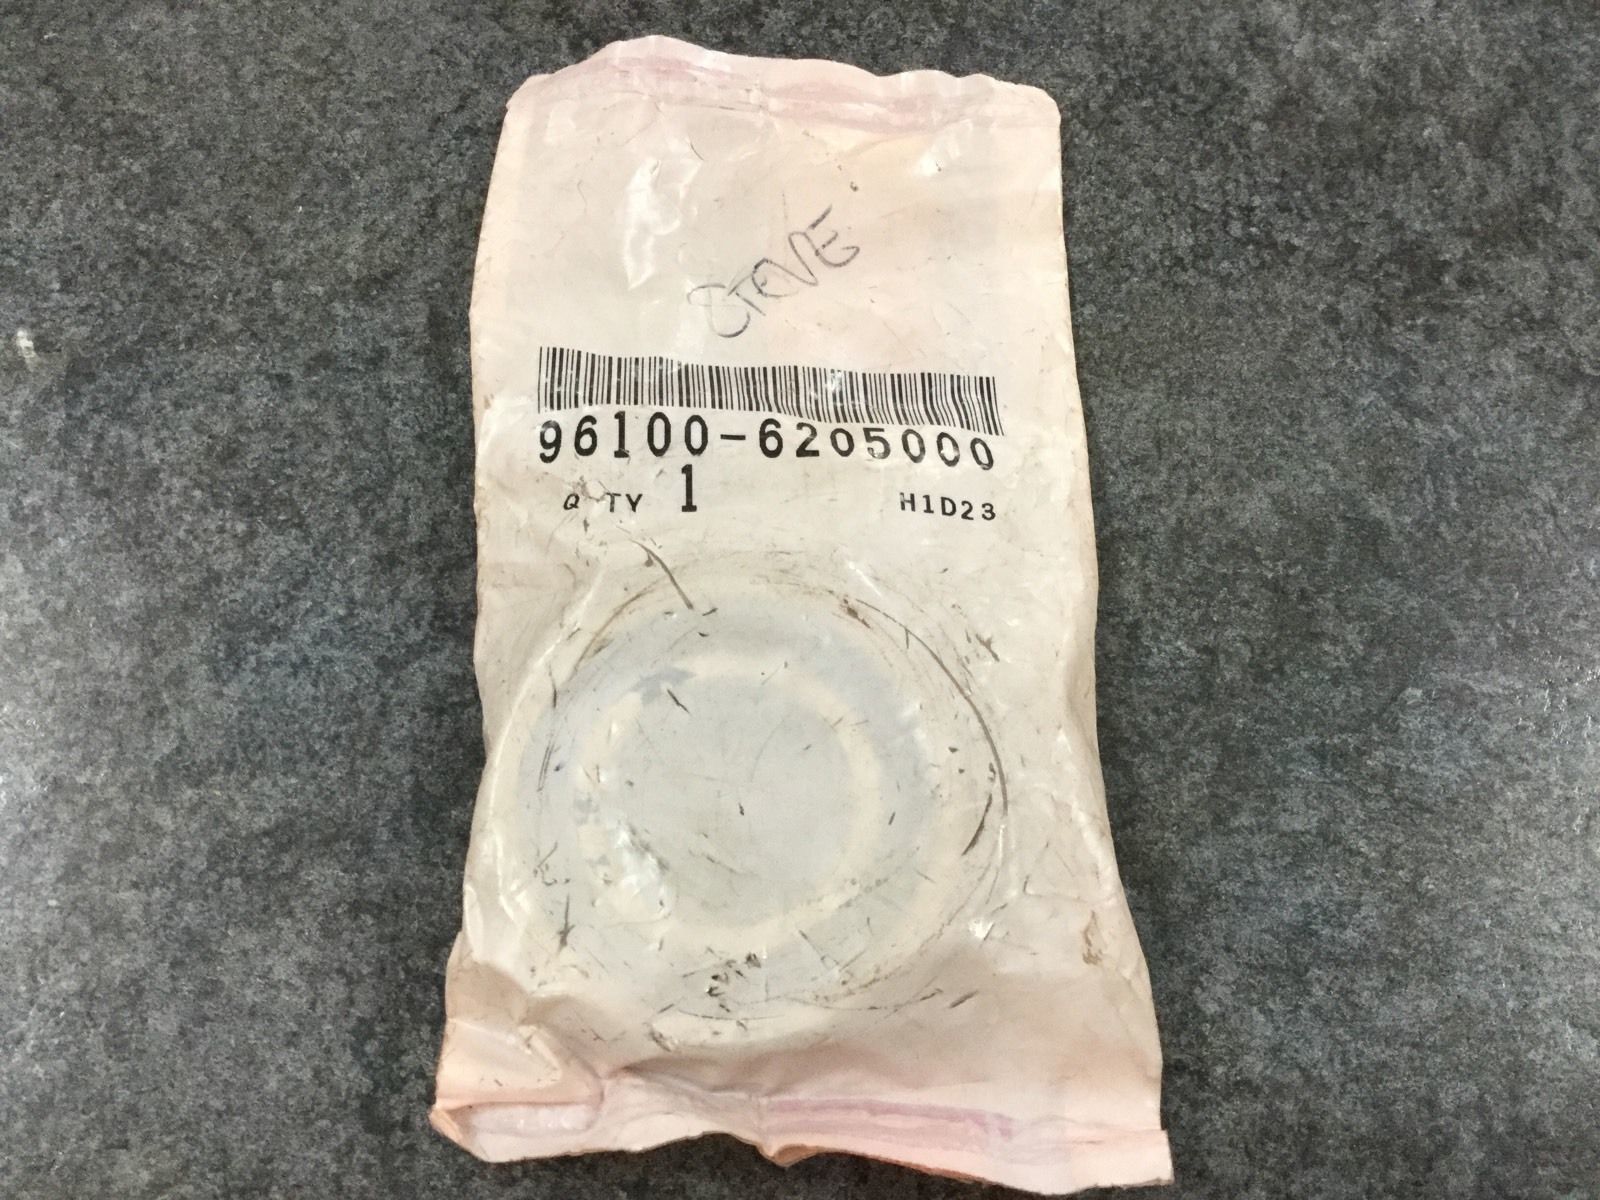 STEVE
96100-6205000
Q TY 1 H1D23